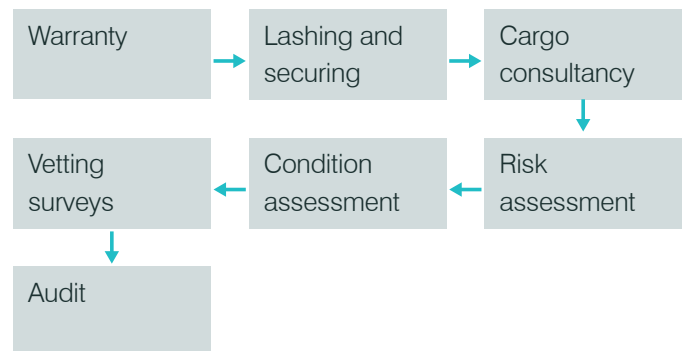 Warranty
Lashing and
securing
Cargo
consultancy
Risk
assessment
Condition
assessment
Vetting
surveys
Audit